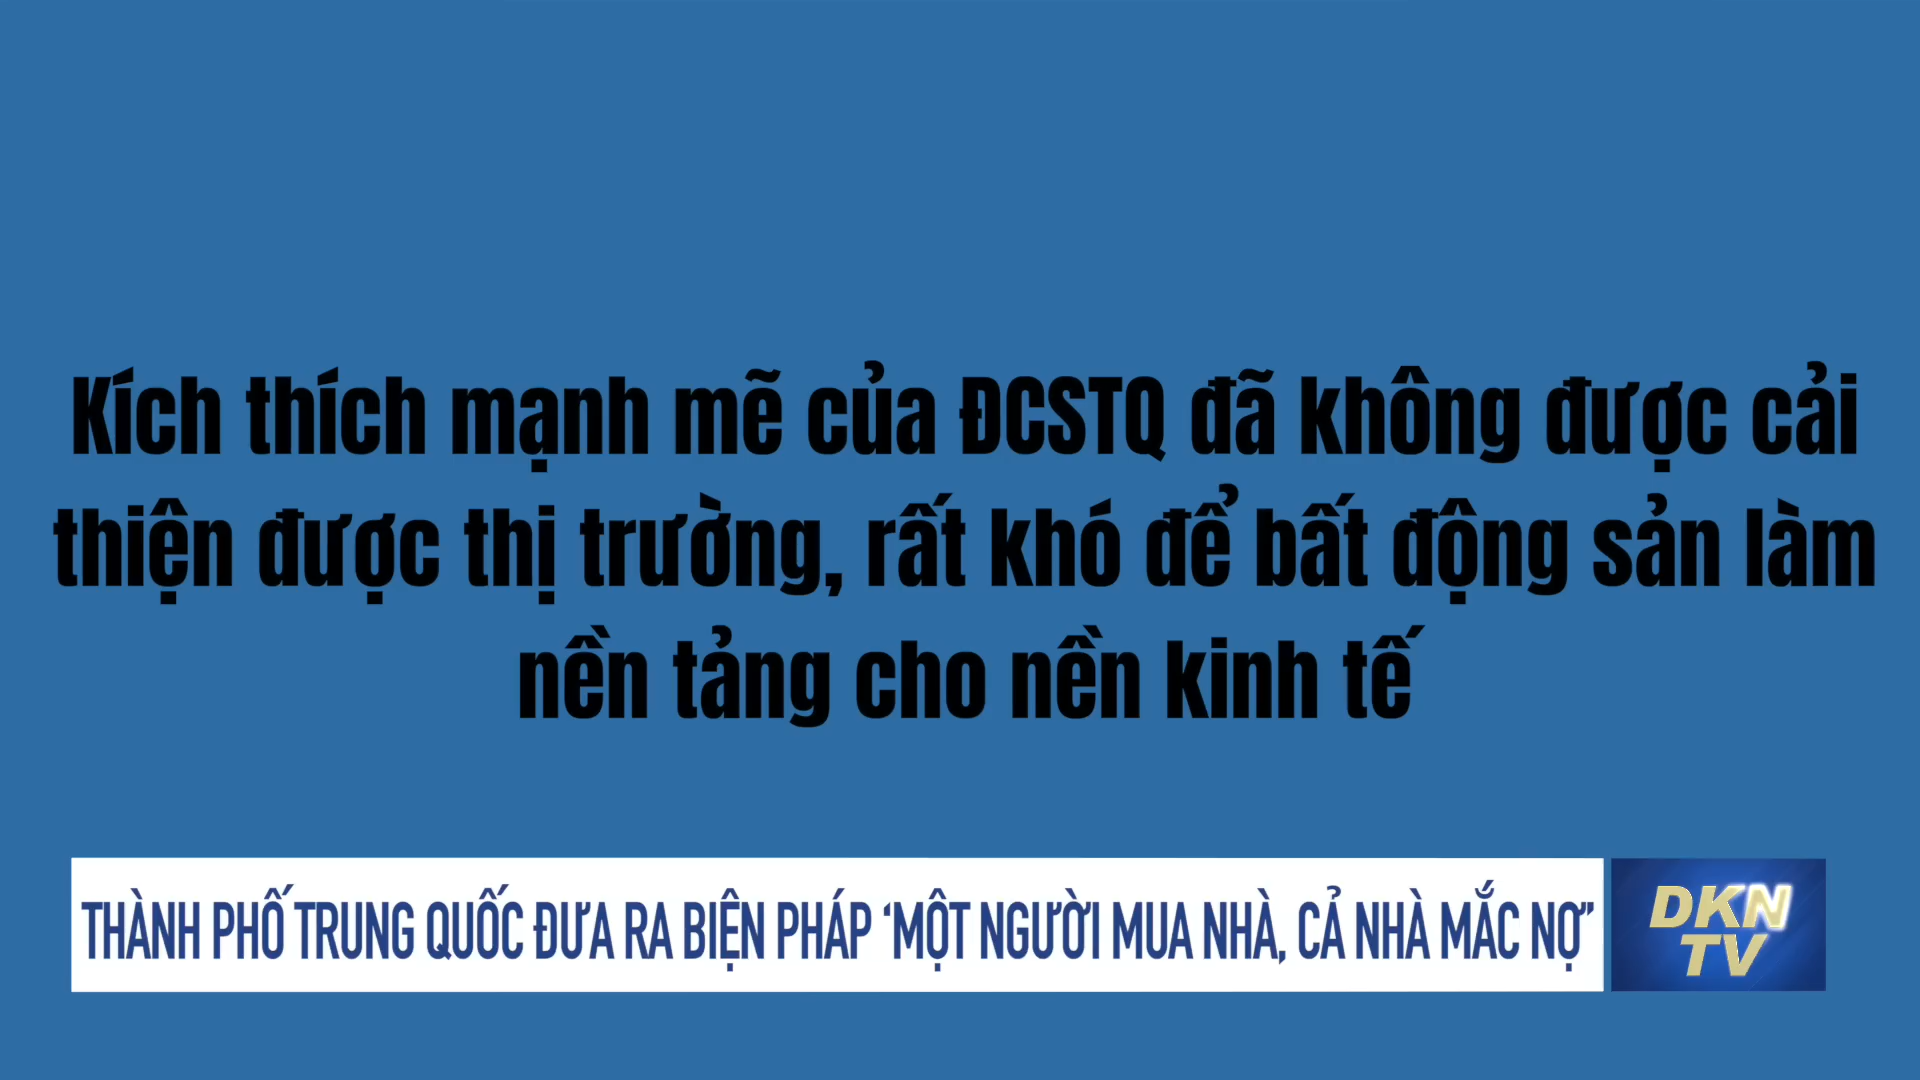 Kích thích mạnh mẽ của ĐCSTQ đã không được cải
thiện được thị trường, rất khó để bất động sản làm
nền tảng cho nền kinh tế
THÀNH PHỐ TRUNG QUỐC ĐƯA RA BIỆN PHÁP ‘MỘT NGƯỜI MUA NHÀ, CẢ NHÀ MẮC NỢ’
DKN
TV